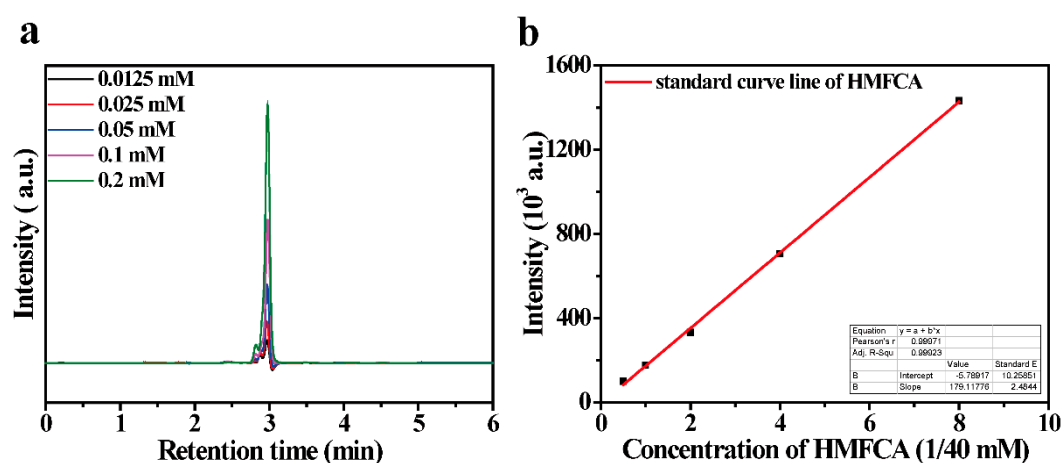 a
0.0125 mM
0.025 mM
0.05 mM
0.1 mM
0.2 mM
Intensity ( a.u.)
0 1 2 3 4 5 6
Retention time (min)
b
standard curve line of HMFCA
1600
1200
800
400
0
Intensity (10³ a.u.)
Equation y = a + b*x
Pearson's r 0.99971
Adj. R-Squ 0.99923
Value Standard E
B Intercept -5.78917 10.25851
B Slope 179.11776 2.4844
0 2 4 6 8 10
Concentration of HMFCA (1/40 mM)